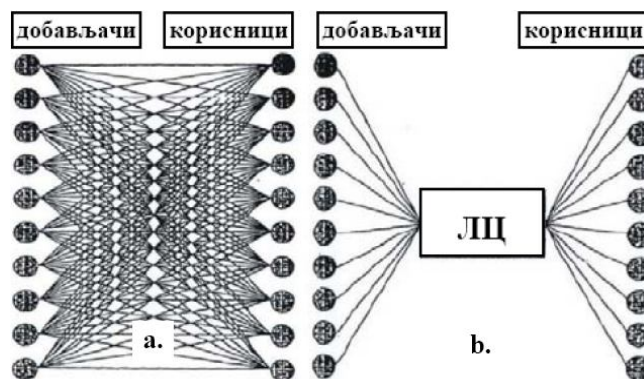 добављачи
корисници
добављачи
корисници
ЛЦ
a.
b.